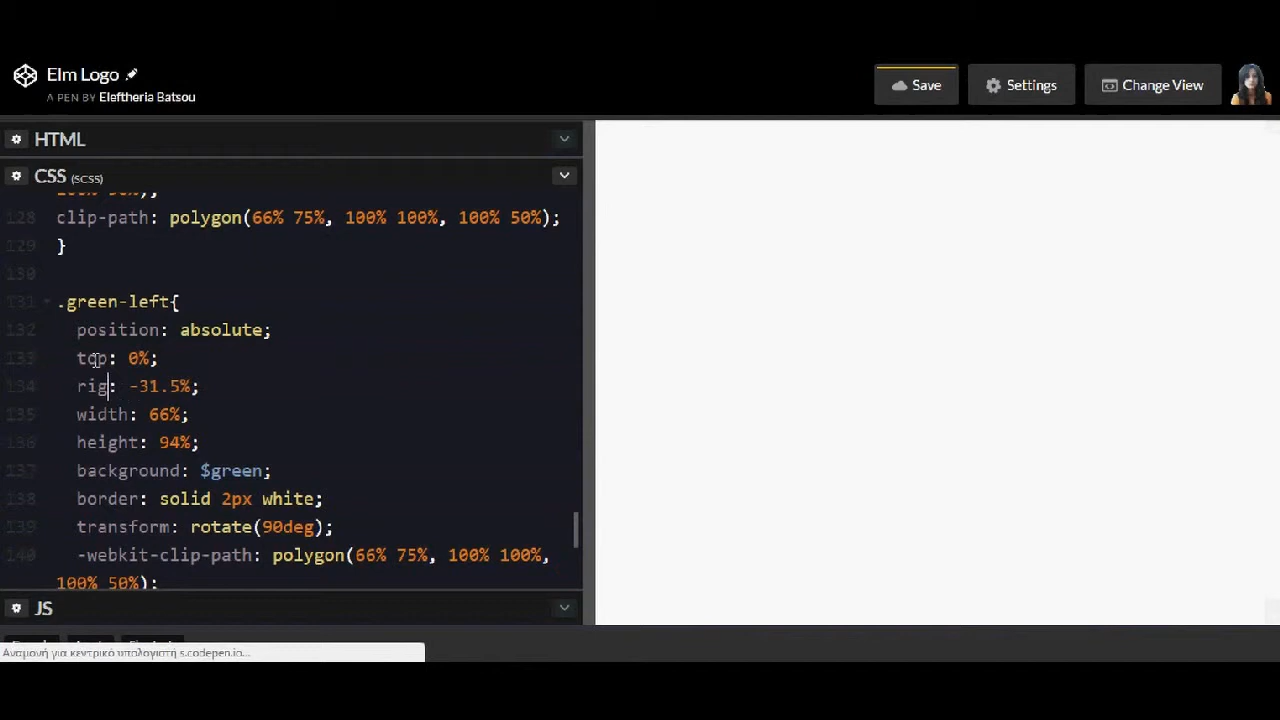 Elm Logo
A PEN BY Eleftheria Batsou
Save
Settings
Change View
HTML
CSS (SCSS)
128 clip-path: polygon(66% 75%, 100% 100%, 100% 50%);
129 }
130
131 .green-left{
132 position: absolute;
133 top: 0%;
134 rig: -31.5%;
135 width: 66%;
136 height: 94%;
137 background: $green;
138 border: solid 2px white;
139 transform: rotate(90deg);
140 -webkit-clip-path: polygon(66% 75%, 100% 100%,
100% 50%);
JS
Αναμονή για κεντρικό υπολογιστή s.codepen.io...